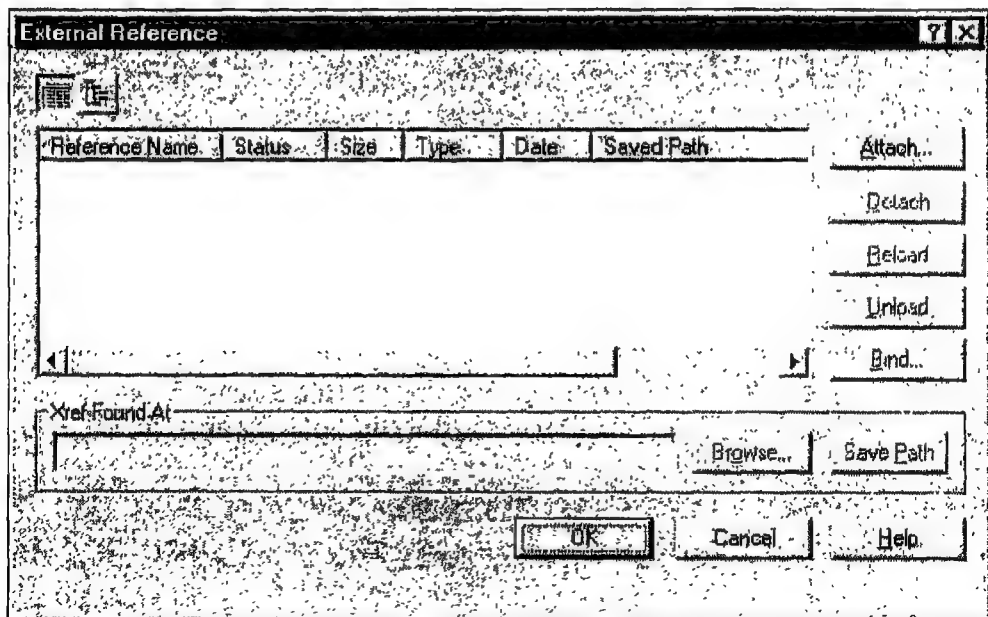 External Reference
Reference Name Status Size Type Date Saved Path
Attach...
Detach
Reload
Unload
Bind...
Xref Found At
Browse... Save Path
OK Cancel Help